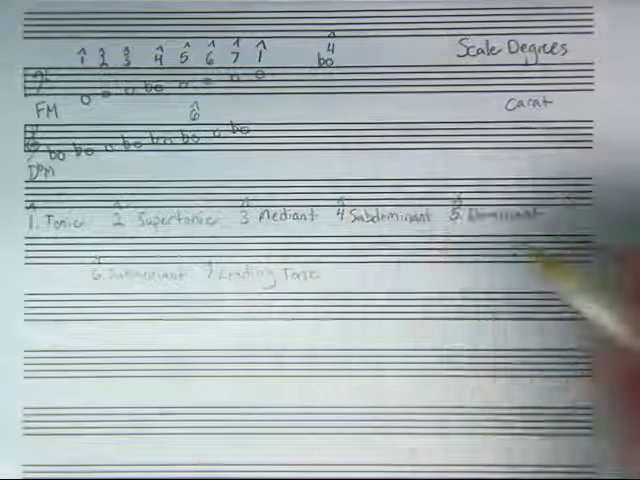 1 2 3 4 5 6 7 1 4
Scale Degrees
FM 6 Carat
DbM
1. Tonic 2 Supertonic 3 Mediant 4 Subdominant 5. Dominant
6 Submediant 7 Leading Tone